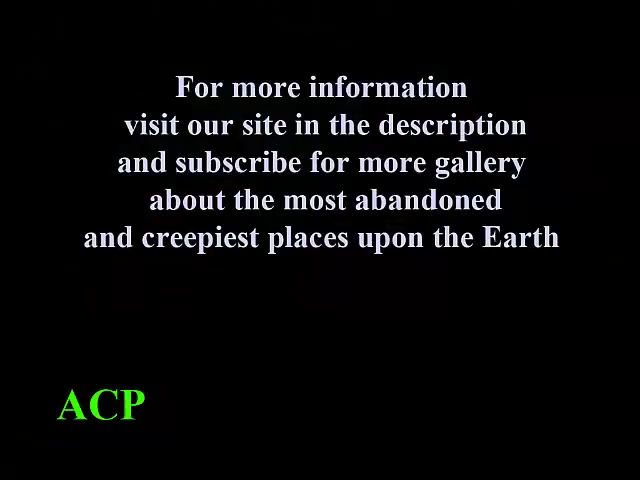 For more information
visit our site in the description
and subscribe for more gallery
about the most abandoned
and creepiest places upon the Earth
ACP